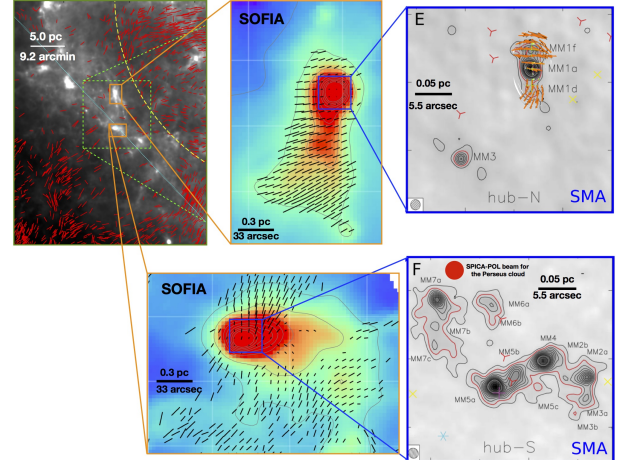 5.0 pc
9.2 arcmin
SOFIA
0.3 pc
33 arcsec
E
MM1f
MM1a
MM1d
0.05 pc
5.5 arcsec
MM3
hub-N
SMA
SOFIA
0.3 pc
33 arcsec
F
SPICA-POL beam for
the Perseus cloud
0.05 pc
5.5 arcsec
MM7a
MM6a
MM6b
MM7b
MM7c
MM5b
MM4
MM2b
MM2a
MM5a
MM5c
MM3a
MM3b
hub-S
SMA